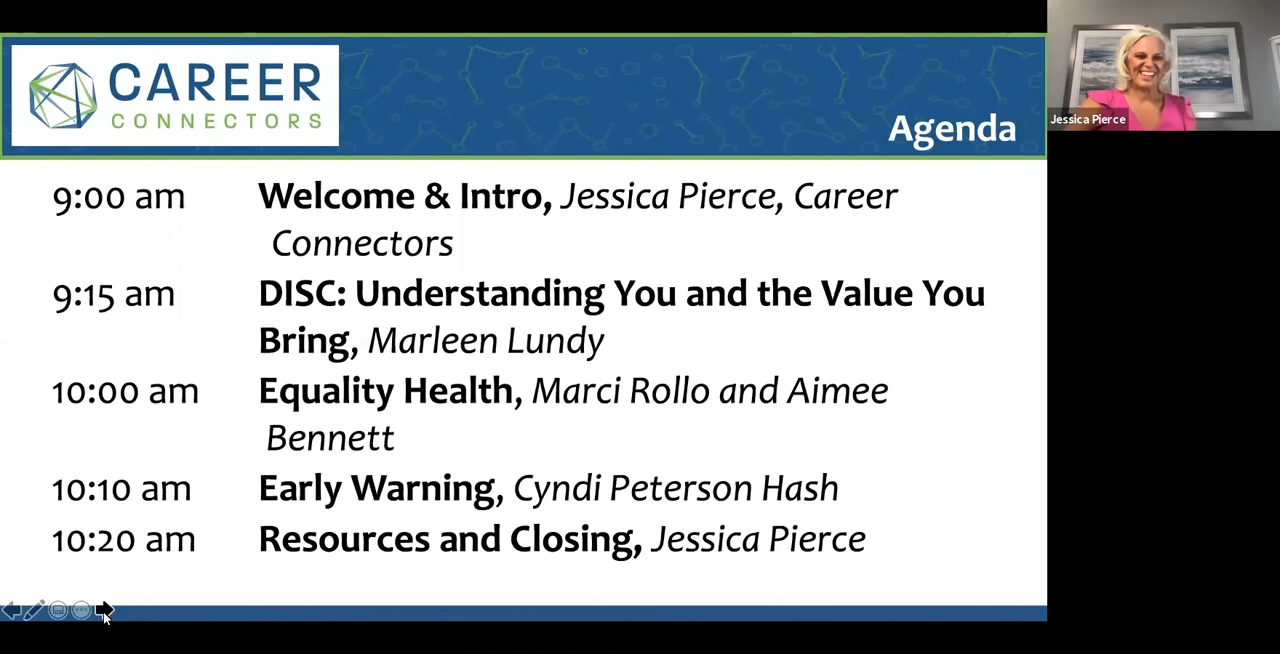 CAREER
CONNECTORS
Agenda
Jessica Pierce
9:00 am Welcome & Intro, Jessica Pierce, Career
Connectors
9:15 am DISC: Understanding You and the Value You
Bring, Marleen Lundy
10:00 am Equality Health, Marci Rollo and Aimee
Bennett
10:10 am Early Warning, Cyndi Peterson Hash
10:20 am Resources and Closing, Jessica Pierce